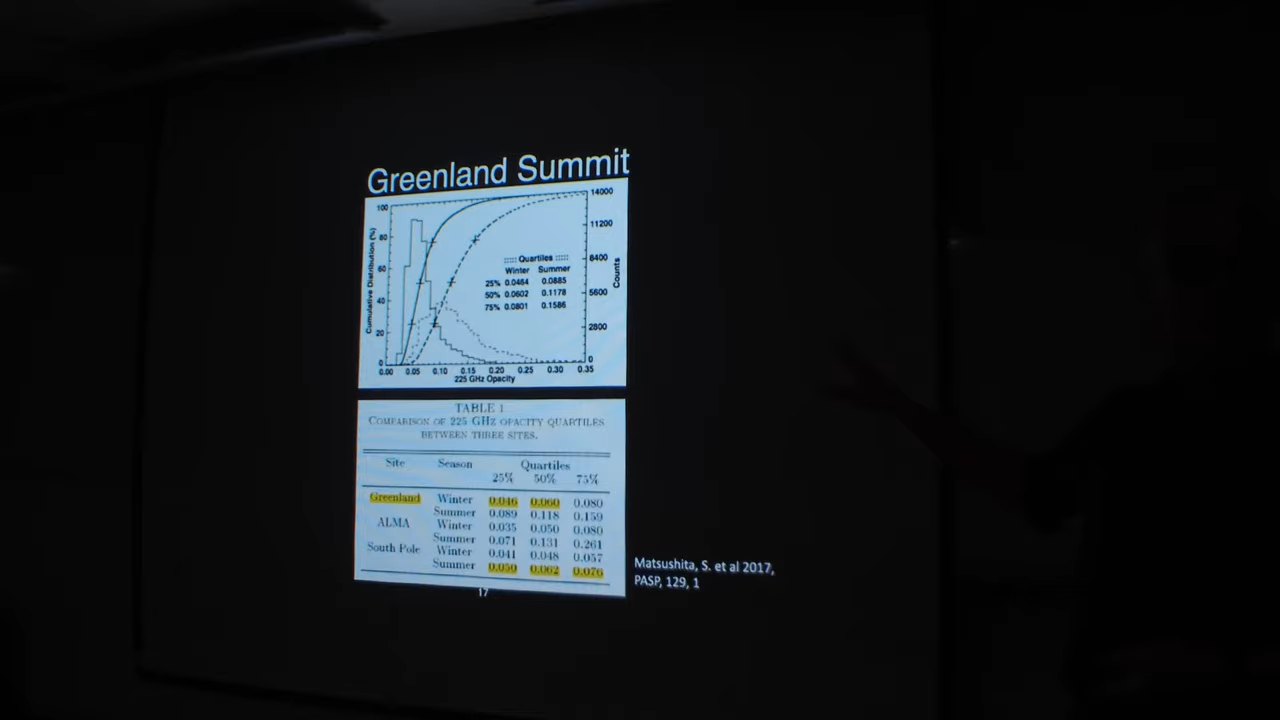 Greenland Summit
100
80
60
40
20
0
Cumulative Distribution (%)
14000
11200
8400
5600
2800
0
Counts
::::: Quartiles :::::
Winter Summer
25% 0.0464 0.0885
50% 0.0602 0.1178
75% 0.0801 0.1586
0.00 0.05 0.10 0.15 0.20 0.25 0.30 0.35
225 GHz Opacity
TABLE 1
Comparison of 225 GHz opacity quartiles
between three sites.
Site Season Quartiles
25% 50% 75%
Greenland Winter 0.046 0.060 0.080
Summer 0.089 0.118 0.159
ALMA Winter 0.035 0.050 0.080
Summer 0.071 0.131 0.261
South Pole Winter 0.041 0.048 0.057
Summer 0.050 0.062 0.076
17
Matsushita, S. et al 2017,
PASP, 129, 1